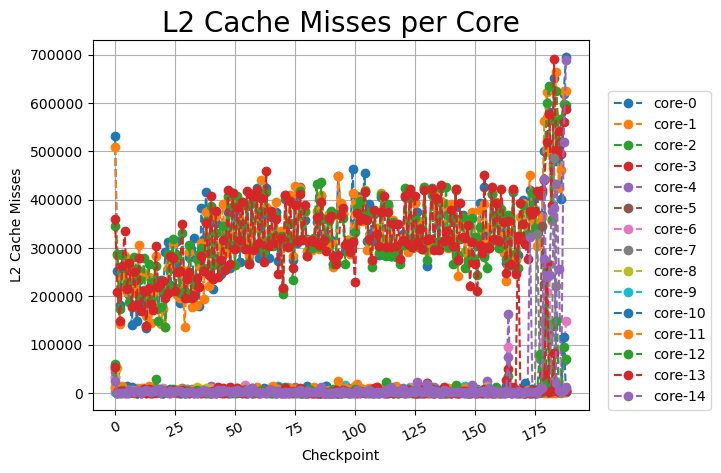 L2 Cache Misses per Core
700000
600000
500000
400000
300000
200000
100000
0
L2 Cache Misses
0
25
50
75
100
125
150
175
Checkpoint
core-0
core-1
core-2
core-3
core-4
core-5
core-6
core-7
core-8
core-9
core-10
core-11
core-12
core-13
core-14